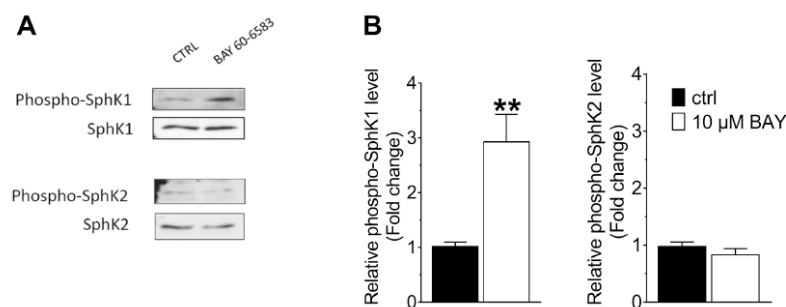 A
CTRL
BAY 60-6583
Phospho-SphK1
SphK1
Phospho-SphK2
SphK2
B
Relative phospho-SphK1 level
(Fold change)
4
3
2
1
0
**
Relative phospho-SphK2 level
(Fold change)
4
3
2
1
0
ctrl
10 µM BAY